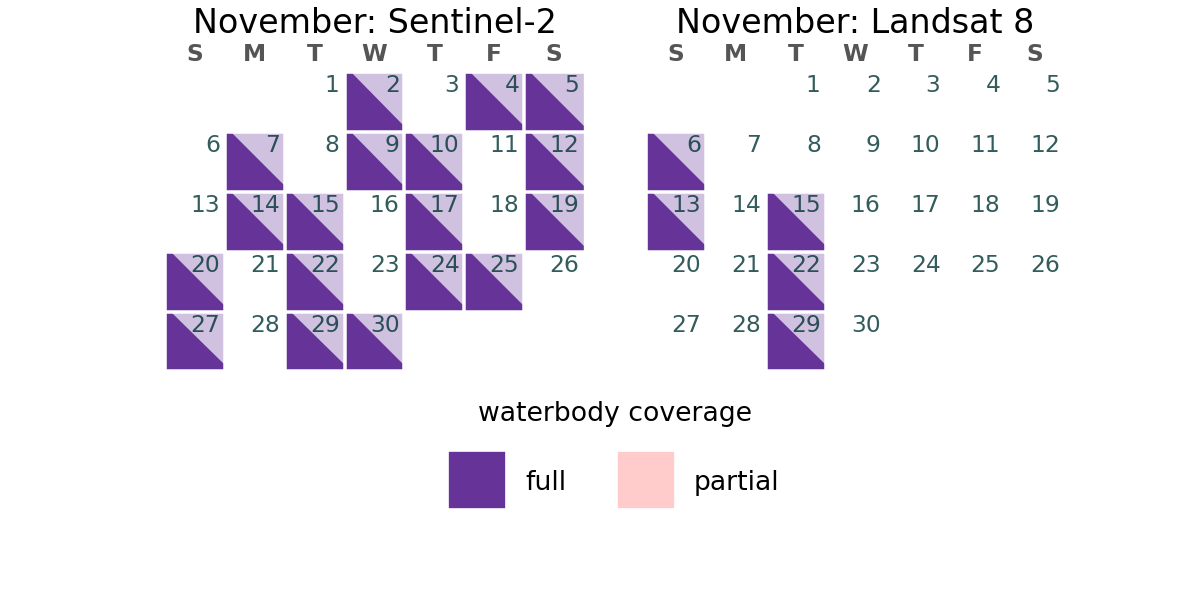 November: Sentinel-2
S M T W T F S
1 2 3 4 5
6 7 8 9 10 11 12
13 14 15 16 17 18 19
20 21 22 23 24 25 26
27 28 29 30
November: Landsat 8
S M T W T F S
1 2 3 4 5
6 7 8 9 10 11 12
13 14 15 16 17 18 19
20 21 22 23 24 25 26
27 28 29 30
waterbody coverage
full
partial